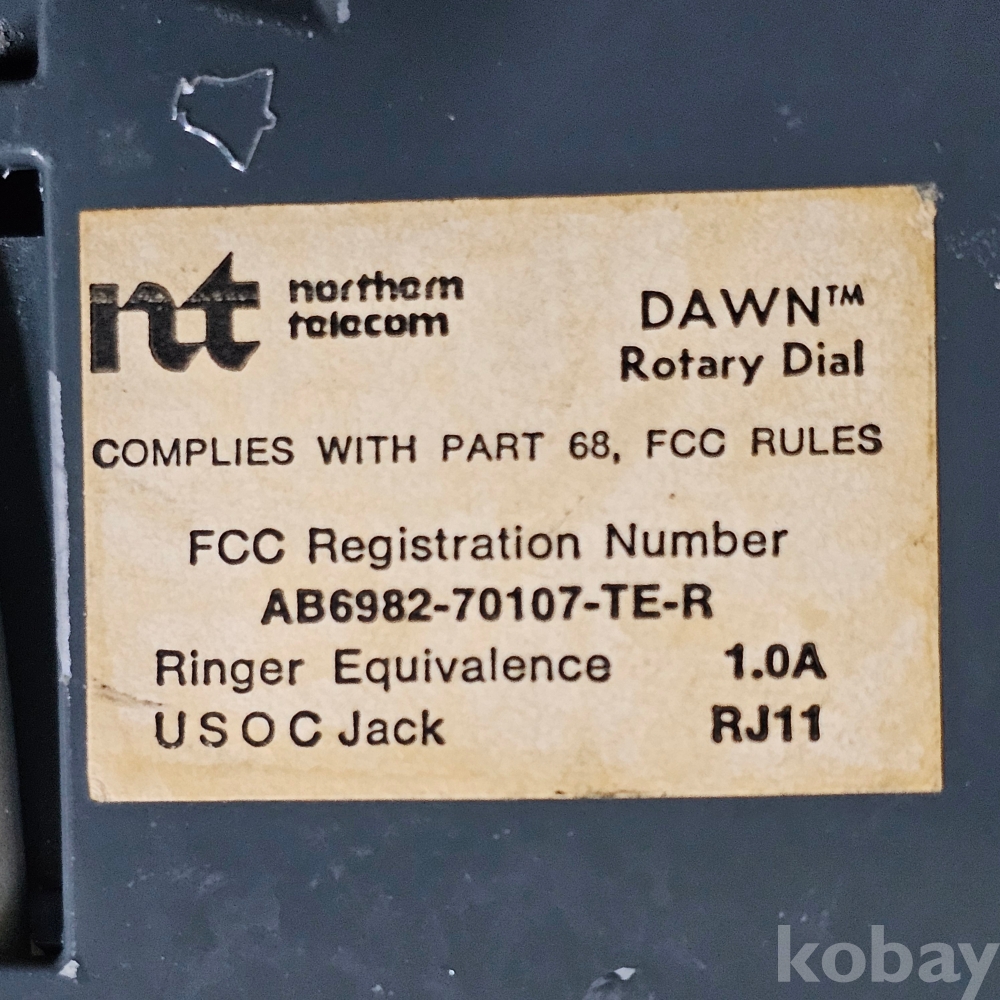 nt northern
telecom
DAWN™
Rotary Dial
COMPLIES WITH PART 68, FCC RULES
FCC Registration Number
AB6982-70107-TE-R
Ringer Equivalence 1.0A
USOC Jack RJ11
kobay